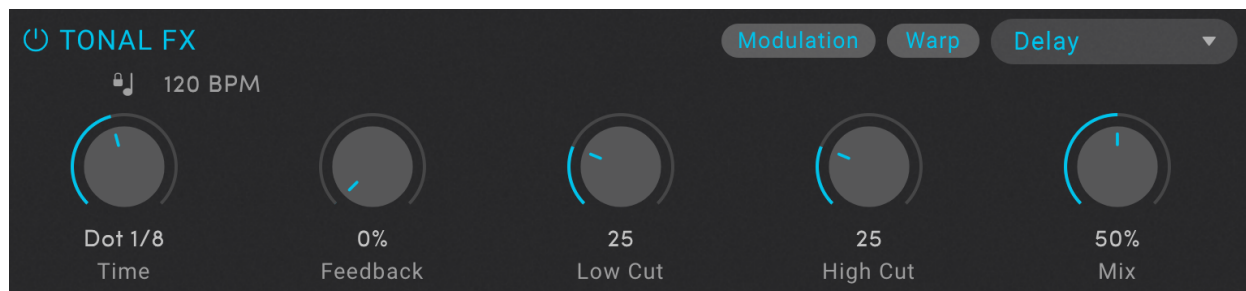 TONAL FX Modulation Warp Delay
120 BPM
Dot 1/8 0% 25 25 50%
Time Feedback Low Cut High Cut Mix